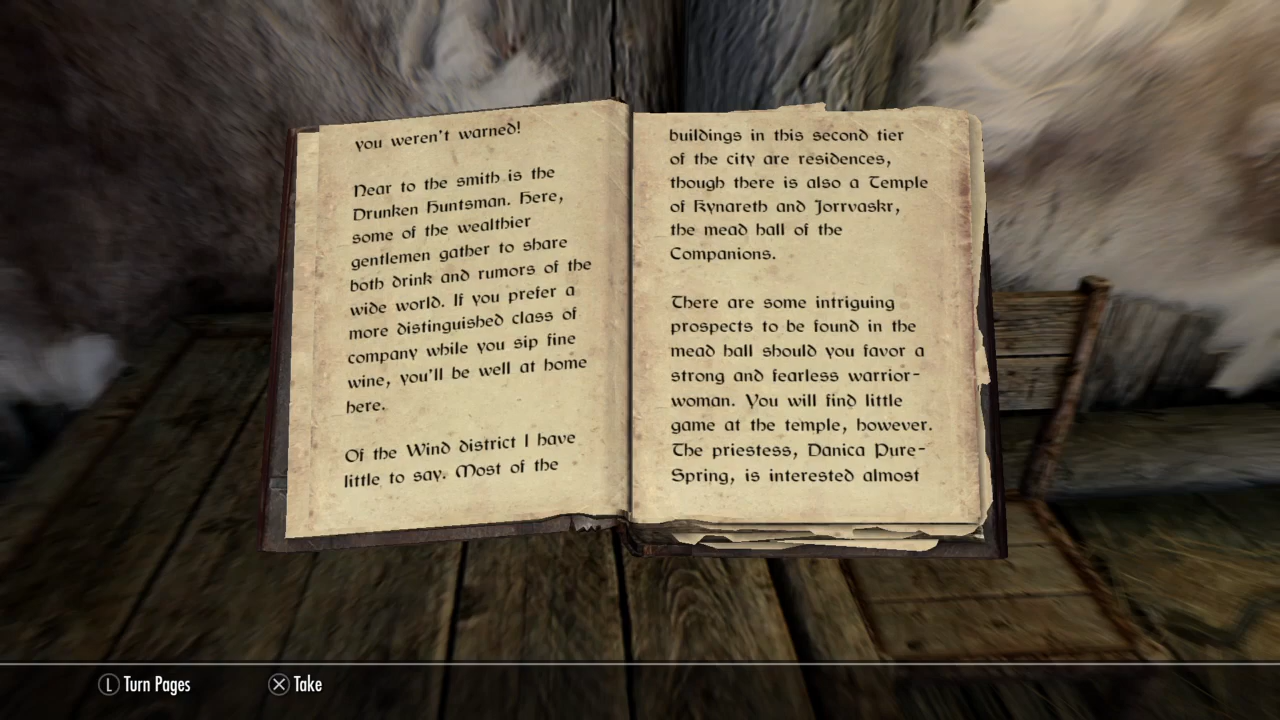 you weren't warned!
Near to the smith is the
Drunken Huntsman. Here,
some of the wealthier
gentlemen gather to share
both drink and rumors of the
wide world. If you prefer a
more distinguished class of
company while you sip fine
wine, you'll be well at home
here.
Of the Wind district I have
little to say. Most of the
buildings in this second tier
of the city are residences,
though there is also a Temple
of Kynareth and Jorrvaskr,
the mead hall of the
Companions.
There are some intriguing
prospects to be found in the
mead hall should you favor a
strong and fearless warrior-
woman. You will find little
game at the temple, however.
The priestess, Danica Pure-
Spring, is interested almost
L Turn Pages
X Take